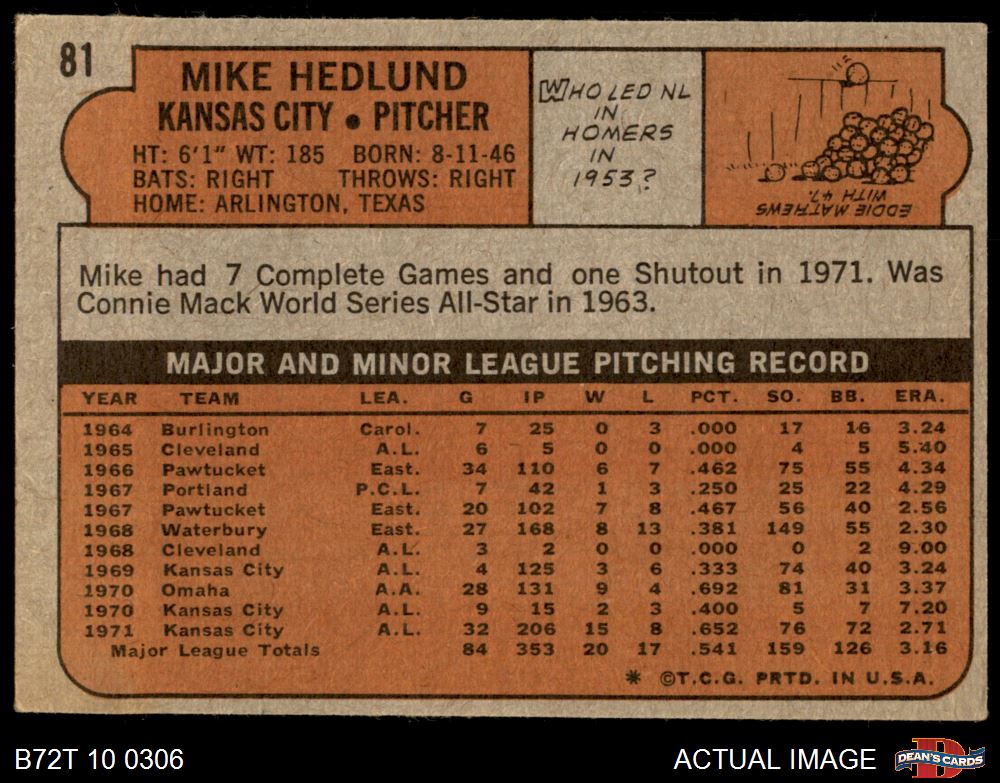 81
MIKE HEDLUND
KANSAS CITY • PITCHER
HT: 6'1" WT: 185 BORN: 8-11-46
BATS: RIGHT THROWS: RIGHT
HOME: ARLINGTON, TEXAS
WHO LED NL
IN
HOMERS
IN
1953?
EDDIE MATHEWS
WITH 47.
Mike had 7 Complete Games and one Shutout in 1971. Was
Connie Mack World Series All-Star in 1963.
MAJOR AND MINOR LEAGUE PITCHING RECORD
YEAR TEAM LEA. G IP W L PCT. SO. BB. ERA.
1964 Burlington Carol. 7 25 0 3 .000 17 16 3.24
1965 Cleveland A.L. 6 5 0 0 .000 4 5 5.40
1966 Pawtucket East. 34 110 6 7 .462 75 55 4.34
1967 Portland P.C.L. 7 42 1 3 .250 25 22 4.29
1967 Pawtucket East. 20 102 7 8 .467 56 40 2.56
1968 Waterbury East. 27 168 8 13 .381 149 55 2.30
1968 Cleveland A.L. 3 2 0 0 .000 0 2 9.00
1969 Kansas City A.L. 4 125 3 6 .333 74 40 3.24
1970 Omaha A.A. 28 131 9 4 .692 81 31 3.37
1970 Kansas City A.L. 9 15 2 3 .400 5 7 7.20
1971 Kansas City A.L. 32 206 15 8 .652 76 72 2.71
Major League Totals 84 353 20 17 .541 159 126 3.16
* ©T.C.G. PRTD. IN U.S.A.
B72T 10 0306
ACTUAL IMAGE
D
DEAN'S CARDS